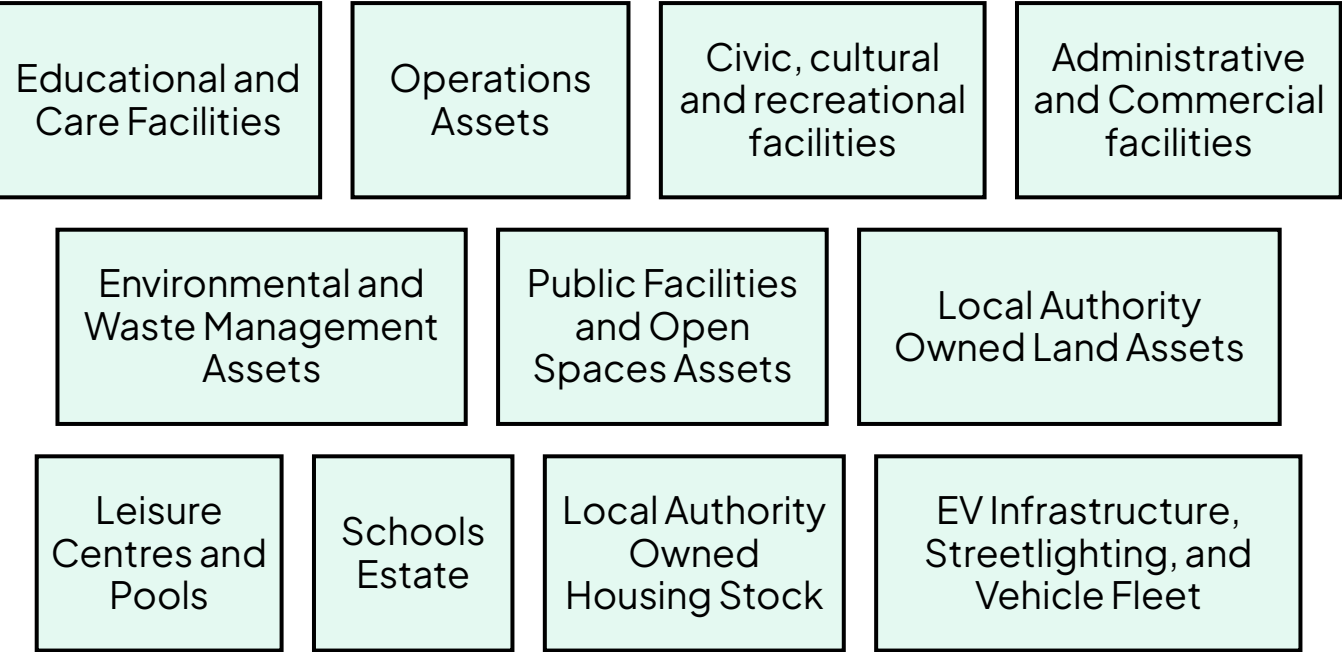 Educational and
Care Facilities
Operations
Assets
Civic, cultural
and recreational
facilities
Administrative
and Commercial
facilities
Environmental and
Waste Management
Assets
Public Facilities
and Open
Spaces Assets
Local Authority
Owned Land Assets
Leisure
Centres and
Pools
Schools
Estate
Local Authority
Owned
Housing Stock
EV Infrastructure,
Streetlighting, and
Vehicle Fleet